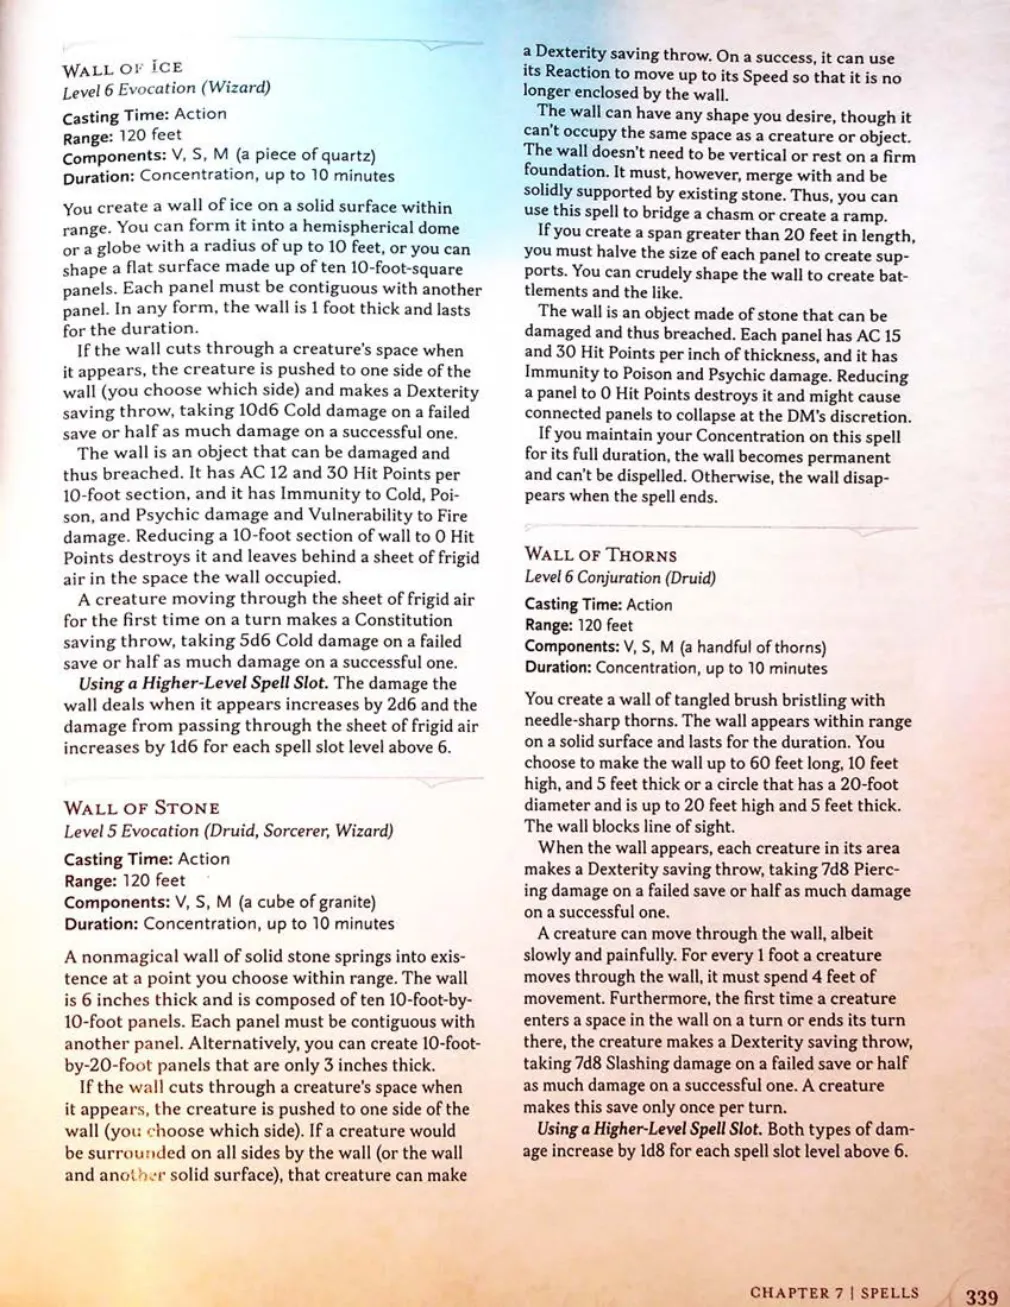 WALL OF ICE
Level 6 Evocation (Wizard)
Casting Time: Action
Range: 120 feet
Components: V, S, M (a piece of quartz)
Duration: Concentration, up to 10 minutes
You create a wall of ice on a solid surface within
range. You can form it into a hemispherical dome
or a globe with a radius of up to 10 feet, or you can
shape a flat surface made up of ten 10-foot-square
panels. Each panel must be contiguous with another
panel. In any form, the wall is 1 foot thick and lasts
for the duration.
If the wall cuts through a creature's space when
it appears, the creature is pushed to one side of the
wall (you choose which side) and makes a Dexterity
saving throw, taking 10d6 Cold damage on a failed
save or half as much damage on a successful one.
The wall is an object that can be damaged and
thus breached. It has AC 12 and 30 Hit Points per
10-foot section, and it has Immunity to Cold, Poi-
son, and Psychic damage and Vulnerability to Fire
damage. Reducing a 10-foot section of wall to 0 Hit
Points destroys it and leaves behind a sheet of frigid
air in the space the wall occupied.
A creature moving through the sheet of frigid air
for the first time on a turn makes a Constitution
saving throw, taking 5d6 Cold damage on a failed
save or half as much damage on a successful one.
Using a Higher-Level Spell Slot. The damage the
wall deals when it appears increases by 2d6 and the
damage from passing through the sheet of frigid air
increases by 1d6 for each spell slot level above 6.
WALL OF STONE
Level 5 Evocation (Druid, Sorcerer, Wizard)
Casting Time: Action
Range: 120 feet
Components: V, S, M (a cube of granite)
Duration: Concentration, up to 10 minutes
A nonmagical wall of solid stone springs into exis-
tence at a point you choose within range. The wall
is 6 inches thick and is composed of ten 10-foot-by-
10-foot panels. Each panel must be contiguous with
another panel. Alternatively, you can create 10-foot-
by-20-foot panels that are only 3 inches thick.
If the wall cuts through a creature's space when
it appears, the creature is pushed to one side of the
wall (you choose which side). If a creature would
be surrounded on all sides by the wall (or the wall
and another solid surface), that creature can make
a Dexterity saving throw. On a success, it can use
its Reaction to move up to its Speed so that it is no
longer enclosed by the wall.
The wall can have any shape you desire, though it
can't occupy the same space as a creature or object.
The wall doesn't need to be vertical or rest on a firm
foundation. It must, however, merge with and be
solidly supported by existing stone. Thus, you can
use this spell to bridge a chasm or create a ramp.
If you create a span greater than 20 feet in length,
you must halve the size of each panel to create sup-
ports. You can crudely shape the wall to create bat-
tlements and the like.
The wall is an object made of stone that can be
damaged and thus breached. Each panel has AC 15
and 30 Hit Points per inch of thickness, and it has
Immunity to Poison and Psychic damage. Reducing
a panel to 0 Hit Points destroys it and might cause
connected panels to collapse at the DM's discretion.
If you maintain your Concentration on this spell
for its full duration, the wall becomes permanent
and can't be dispelled. Otherwise, the wall disap-
pears when the spell ends.
WALL OF THORNS
Level 6 Conjuration (Druid)
Casting Time: Action
Range: 120 feet
Components: V, S, M (a handful of thorns)
Duration: Concentration, up to 10 minutes
You create a wall of tangled brush bristling with
needle-sharp thorns. The wall appears within range
on a solid surface and lasts for the duration. You
choose to make the wall up to 60 feet long, 10 feet
high, and 5 feet thick or a circle that has a 20-foot
diameter and is up to 20 feet high and 5 feet thick.
The wall blocks line of sight.
When the wall appears, each creature in its area
makes a Dexterity saving throw, taking 7d8 Pierc-
ing damage on a failed save or half as much damage
on a successful one.
A creature can move through the wall, albeit
slowly and painfully. For every 1 foot a creature
moves through the wall, it must spend 4 feet of
movement. Furthermore, the first time a creature
enters a space in the wall on a turn or ends its turn
there, the creature makes a Dexterity saving throw,
taking 7d8 Slashing damage on a failed save or half
as much damage on a successful one. A creature
makes this save only once per turn.
Using a Higher-Level Spell Slot. Both types of dam-
age increase by 1d8 for each spell slot level above 6.
CHAPTER 7 | SPELLS
339